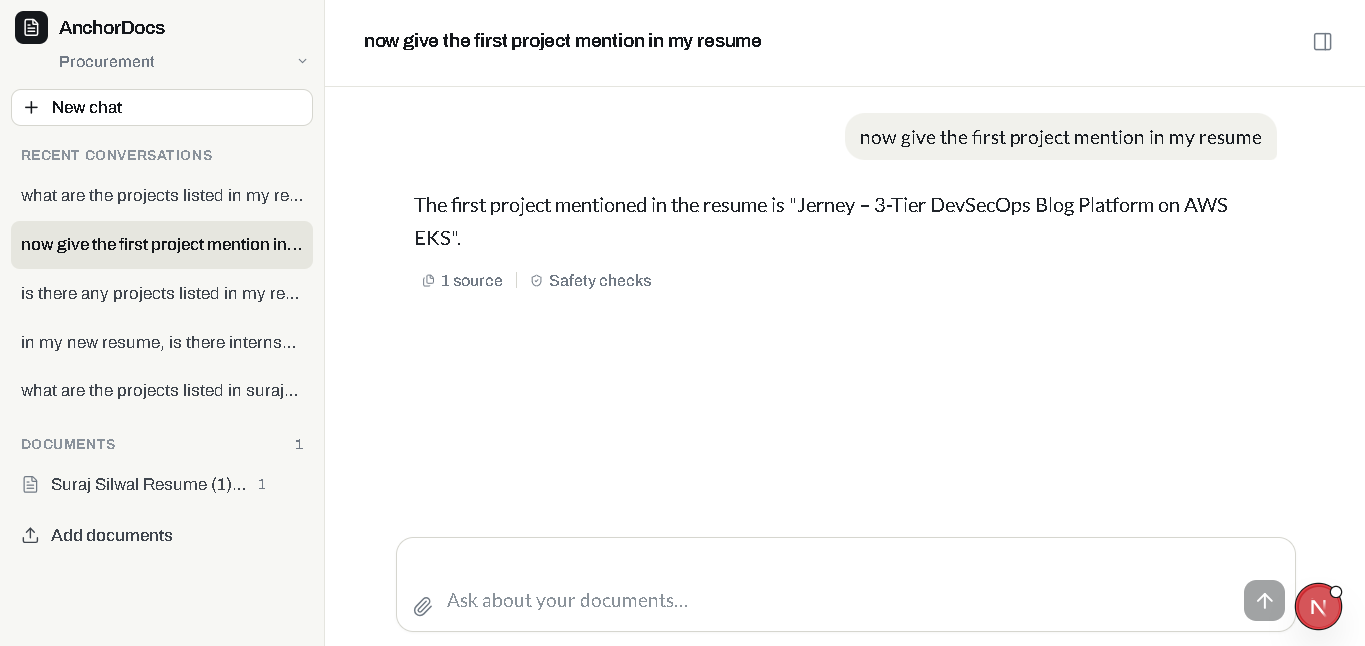 AnchorDocs
Procurement
New chat
RECENT CONVERSATIONS
what are the projects listed in my re...
now give the first project mention in...
is there any projects listed in my re...
in my new resume, is there interns...
what are the projects listed in suraj...
DOCUMENTS 1
Suraj Silwal Resume (1)... 1
Add documents
now give the first project mention in my resume
now give the first project mention in my resume
The first project mentioned in the resume is "Jerney – 3-Tier DevSecOps Blog Platform on AWS
EKS".
1 source Safety checks
Ask about your documents...
N